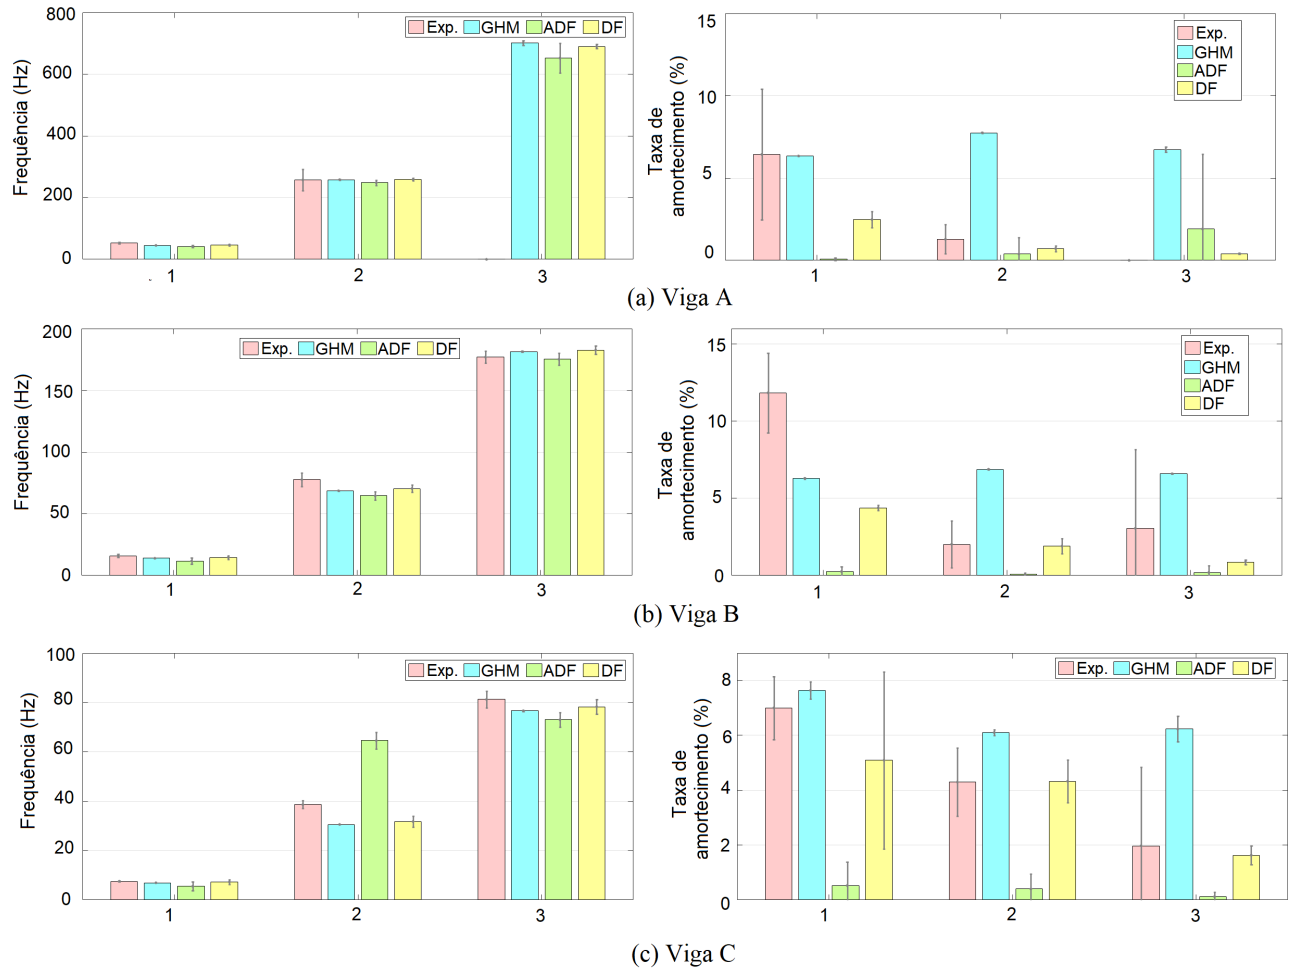 800
600
400
200
0
Frequência (Hz)
Exp. GHM ADF DF
1 2 3
15
10
5
0
Taxa de
amortecimento (%)
Exp.
GHM
ADF
DF
1 2 3
(a) Viga A
200
150
100
50
0
Frequência (Hz)
Exp. GHM ADF DF
1 2 3
15
10
5
0
Taxa de
amortecimento (%)
Exp.
GHM
ADF
DF
1 2 3
(b) Viga B
100
80
60
40
20
0
Frequência (Hz)
Exp. GHM ADF DF
1 2 3
8
6
4
2
0
Taxa de
amortecimento (%)
Exp. GHM ADF DF
1 2 3
(c) Viga C